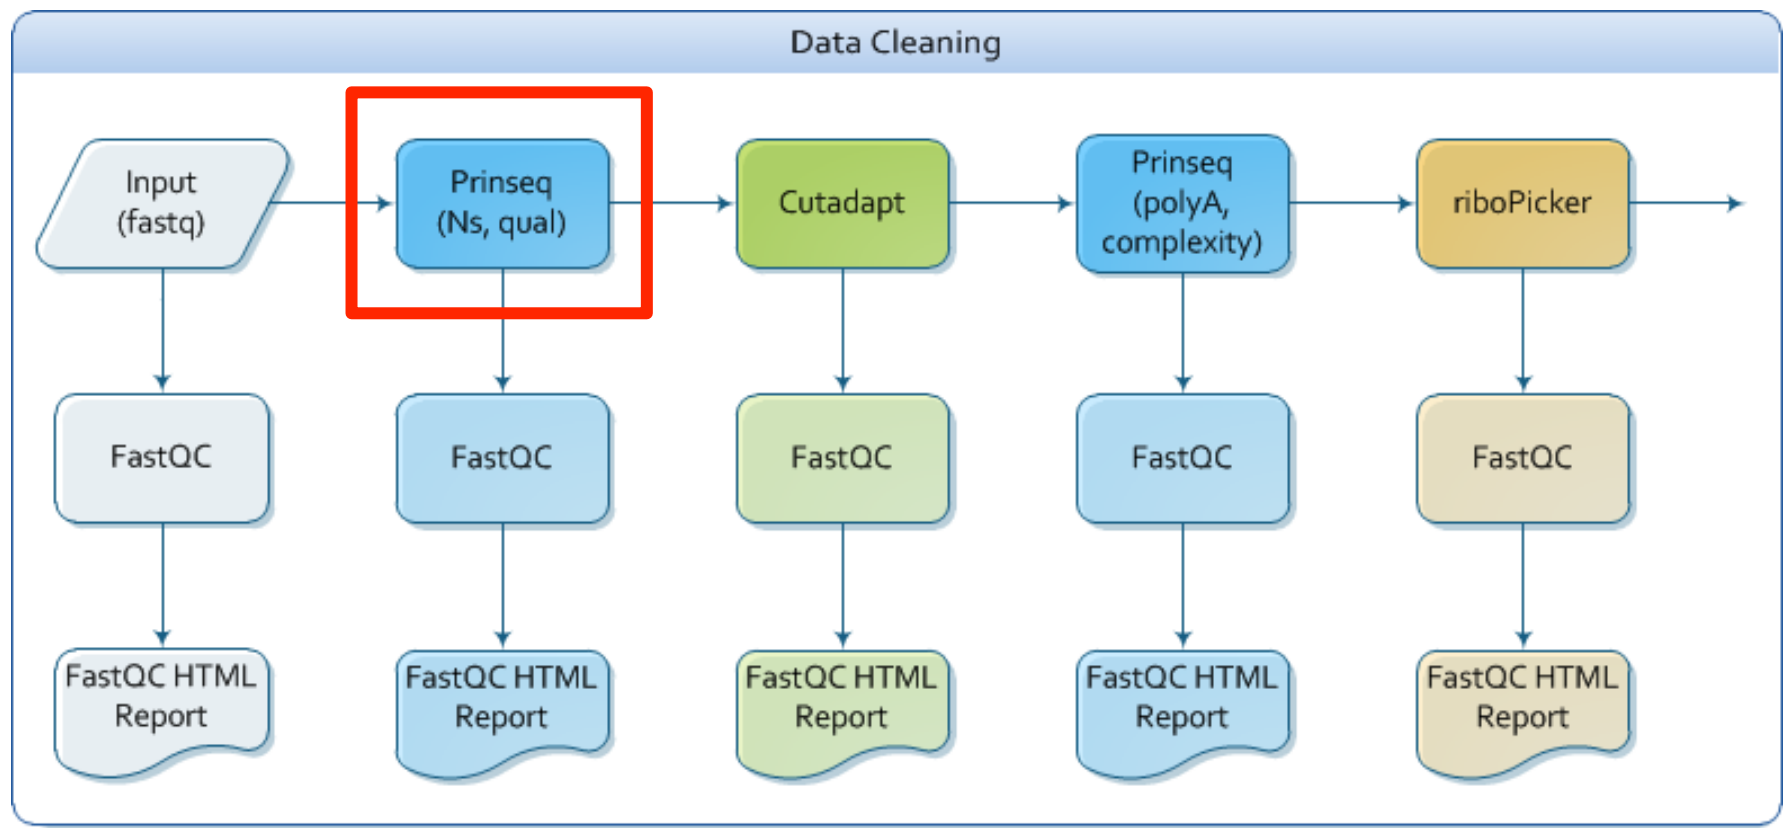 Data Cleaning
Input
(fastq)
Prinseq
(Ns, qual)
Cutadapt
Prinseq
(polyA,
complexity)
riboPicker
FastQC
FastQC
FastQC
FastQC
FastQC
FastQC HTML
Report
FastQC HTML
Report
FastQC HTML
Report
FastQC HTML
Report
FastQC HTML
Report